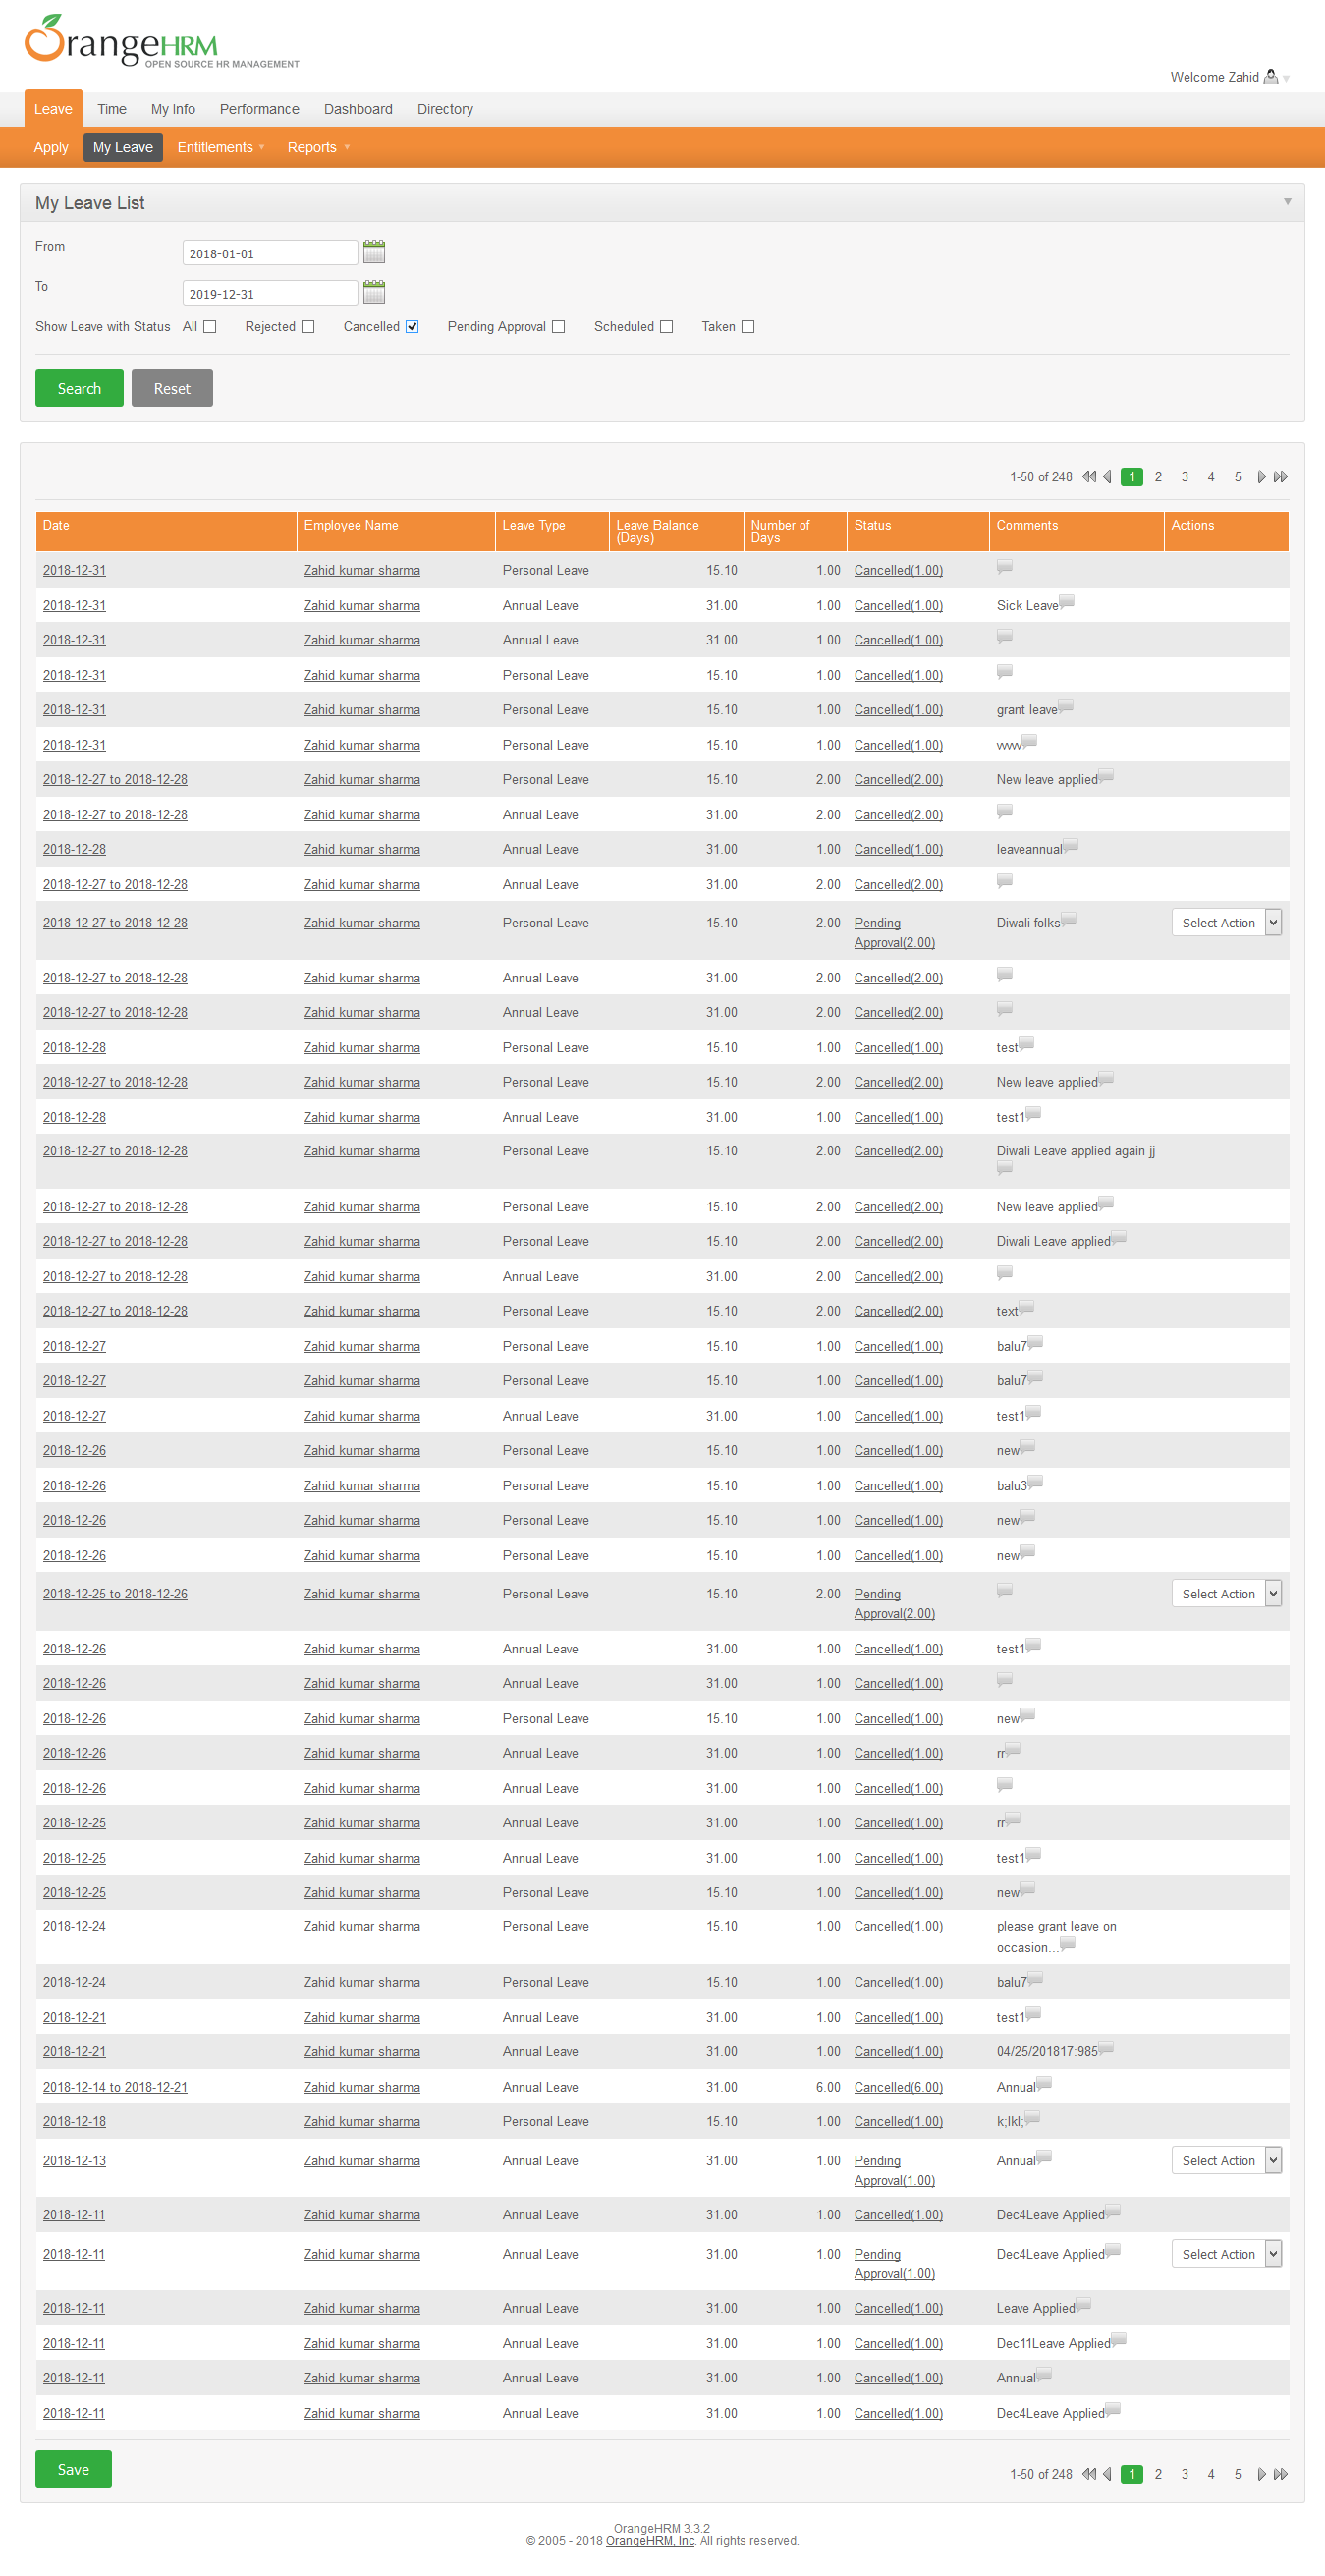 OrangeHRM
OPEN SOURCE HR MANAGEMENT
Welcome Zahid
Leave Time My Info Performance Dashboard Directory
Apply My Leave Entitlements Reports
My Leave List
From 2018-01-01
To 2019-12-31
Show Leave with Status All Rejected Cancelled Pending Approval Scheduled Taken
Search Reset
1-50 of 248 1 2 3 4 5
Date Employee Name Leave Type Leave Balance (Days) Number of Days Status Comments Actions
2018-12-31 Zahid kumar sharma Personal Leave 15.10 1.00 Cancelled(1.00)
2018-12-31 Zahid kumar sharma Annual Leave 31.00 1.00 Cancelled(1.00) Sick Leave
2018-12-31 Zahid kumar sharma Annual Leave 31.00 1.00 Cancelled(1.00)
2018-12-31 Zahid kumar sharma Personal Leave 15.10 1.00 Cancelled(1.00)
2018-12-31 Zahid kumar sharma Personal Leave 15.10 1.00 Cancelled(1.00) grant leave
2018-12-31 Zahid kumar sharma Personal Leave 15.10 1.00 Cancelled(1.00)
2018-12-27 to 2018-12-28 Zahid kumar sharma Personal Leave 15.10 2.00 Cancelled(2.00) New leave applied
2018-12-27 to 2018-12-28 Zahid kumar sharma Annual Leave 31.00 2.00 Cancelled(2.00)
2018-12-28 Zahid kumar sharma Annual Leave 31.00 1.00 Cancelled(1.00) leaveannual
2018-12-27 to 2018-12-28 Zahid kumar sharma Annual Leave 31.00 2.00 Cancelled(2.00)
2018-12-27 to 2018-12-28 Zahid kumar sharma Personal Leave 15.10 2.00 Pending Approval(2.00) Diwali folks Select Action
2018-12-27 to 2018-12-28 Zahid kumar sharma Annual Leave 31.00 2.00 Cancelled(2.00)
2018-12-27 to 2018-12-28 Zahid kumar sharma Annual Leave 31.00 2.00 Cancelled(2.00)
2018-12-28 Zahid kumar sharma Personal Leave 15.10 1.00 Cancelled(1.00) test
2018-12-27 to 2018-12-28 Zahid kumar sharma Personal Leave 15.10 2.00 Cancelled(2.00) New leave applied
2018-12-28 Zahid kumar sharma Annual Leave 31.00 1.00 Cancelled(1.00) test1
2018-12-27 to 2018-12-28 Zahid kumar sharma Personal Leave 15.10 2.00 Cancelled(2.00) Diwali Leave applied again jj
2018-12-27 to 2018-12-28 Zahid kumar sharma Personal Leave 15.10 2.00 Cancelled(2.00) New leave applied
2018-12-27 to 2018-12-28 Zahid kumar sharma Personal Leave 15.10 2.00 Cancelled(2.00) Diwali Leave applied
2018-12-27 to 2018-12-28 Zahid kumar sharma Annual Leave 31.00 2.00 Cancelled(2.00)
2018-12-27 to 2018-12-28 Zahid kumar sharma Personal Leave 15.10 2.00 Cancelled(2.00) text
2018-12-27 Zahid kumar sharma Personal Leave 15.10 1.00 Cancelled(1.00) balu7
2018-12-27 Zahid kumar sharma Personal Leave 15.10 1.00 Cancelled(1.00) balu7
2018-12-27 Zahid kumar sharma Annual Leave 31.00 1.00 Cancelled(1.00) test1
2018-12-26 Zahid kumar sharma Personal Leave 15.10 1.00 Cancelled(1.00) new
2018-12-26 Zahid kumar sharma Personal Leave 15.10 1.00 Cancelled(1.00) balu3
2018-12-26 Zahid kumar sharma Personal Leave 15.10 1.00 Cancelled(1.00) new
2018-12-26 Zahid kumar sharma Personal Leave 15.10 1.00 Cancelled(1.00) new
2018-12-25 to 2018-12-26 Zahid kumar sharma Personal Leave 15.10 2.00 Pending Approval(2.00) Select Action
2018-12-26 Zahid kumar sharma Annual Leave 31.00 1.00 Cancelled(1.00) test1
2018-12-26 Zahid kumar sharma Annual Leave 31.00 1.00 Cancelled(1.00)
2018-12-26 Zahid kumar sharma Personal Leave 15.10 1.00 Cancelled(1.00) new
2018-12-26 Zahid kumar sharma Annual Leave 31.00 1.00 Cancelled(1.00) rr
2018-12-26 Zahid kumar sharma Annual Leave 31.00 1.00 Cancelled(1.00)
2018-12-25 Zahid kumar sharma Annual Leave 31.00 1.00 Cancelled(1.00) rr
2018-12-25 Zahid kumar sharma Annual Leave 31.00 1.00 Cancelled(1.00) test1
2018-12-25 Zahid kumar sharma Personal Leave 15.10 1.00 Cancelled(1.00) new
2018-12-24 Zahid kumar sharma Personal Leave 15.10 1.00 Cancelled(1.00) please grant leave on occasion...
2018-12-24 Zahid kumar sharma Personal Leave 15.10 1.00 Cancelled(1.00) balu7
2018-12-21 Zahid kumar sharma Annual Leave 31.00 1.00 Cancelled(1.00) test1
2018-12-21 Zahid kumar sharma Annual Leave 31.00 1.00 Cancelled(1.00) 04/25/201817:985
2018-12-14 to 2018-12-21 Zahid kumar sharma Annual Leave 31.00 6.00 Cancelled(6.00) Annual
2018-12-18 Zahid kumar sharma Personal Leave 15.10 1.00 Cancelled(1.00) k;lkl;
2018-12-13 Zahid kumar sharma Annual Leave 31.00 1.00 Pending Approval(1.00) Annual Select Action
2018-12-11 Zahid kumar sharma Annual Leave 31.00 1.00 Cancelled(1.00) Dec4Leave Applied
2018-12-11 Zahid kumar sharma Annual Leave 31.00 1.00 Pending Approval(1.00) Dec4Leave Applied Select Action
2018-12-11 Zahid kumar sharma Annual Leave 31.00 1.00 Cancelled(1.00) Leave Applied
2018-12-11 Zahid kumar sharma Annual Leave 31.00 1.00 Cancelled(1.00) Dec11Leave Applied
2018-12-11 Zahid kumar sharma Annual Leave 31.00 1.00 Cancelled(1.00) Annual
2018-12-11 Zahid kumar sharma Annual Leave 31.00 1.00 Cancelled(1.00) Dec4Leave Applied
Save
1-50 of 248 1 2 3 4 5
OrangeHRM 3.3.2
© 2005 - 2018 OrangeHRM, Inc. All rights reserved.